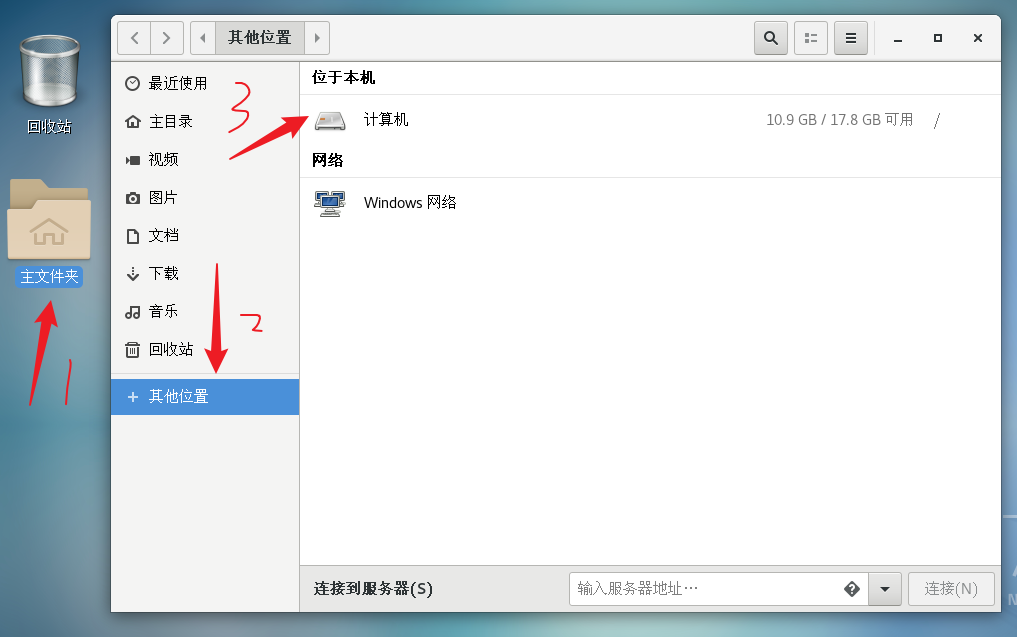 回收站
主文件夹
1
其他位置
最近使用
主目录
视频
图片
文档
下载
音乐
回收站
其他位置
3
2
位于本机
计算机 10.9 GB / 17.8 GB 可用 /
网络
Windows 网络
连接到服务器(S) 输入服务器地址… 连接(N)